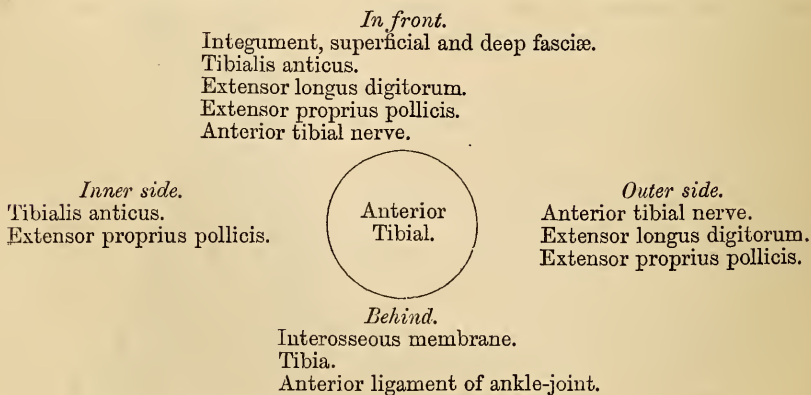 In front.
Integument, superficial and deep fasciæ.
Tibialis anticus.
Extensor longus digitorum.
Extensor proprius pollicis.
Anterior tibial nerve.
Inner side.
Tibialis anticus.
Extensor proprius pollicis.
Anterior
Tibial.
Outer side.
Anterior tibial nerve.
Extensor longus digitorum.
Extensor proprius pollicis.
Behind.
Interosseous membrane.
Tibia.
Anterior ligament of ankle-joint.